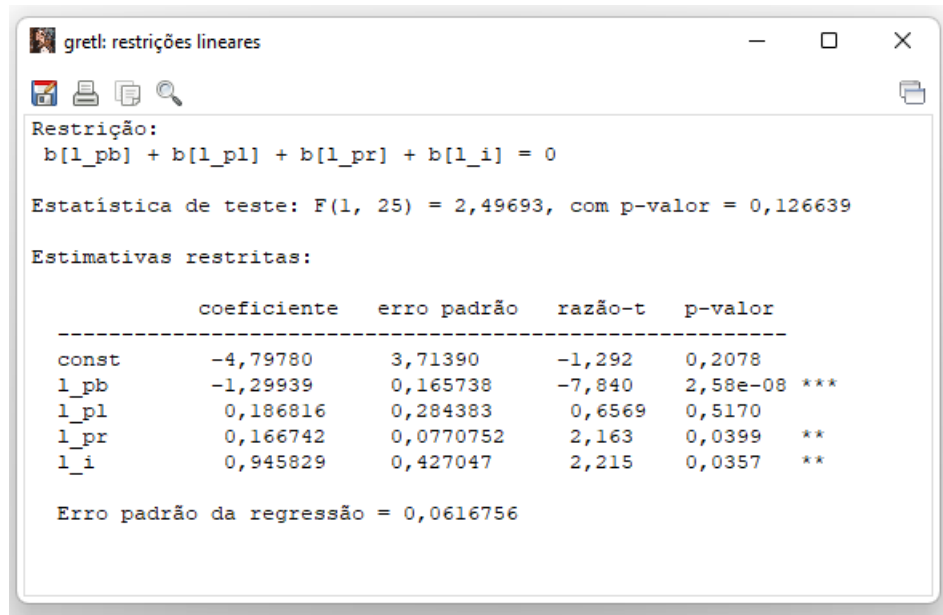 gretl: restrições lineares
Restrição:
b[l_pb] + b[l_pl] + b[l_pr] + b[l_i] = 0
Estatística de teste: F(1, 25) = 2,49693, com p-valor = 0,126639
Estimativas restritas:
coeficiente erro padrão razão-t p-valor
---------------------------------------------------------
const -4,79780 3,71390 -1,292 0,2078
l_pb -1,29939 0,165738 -7,840 2,58e-08 ***
l_pl 0,186816 0,284383 0,6569 0,5170
l_pr 0,166742 0,0770752 2,163 0,0399 **
l_i 0,945829 0,427047 2,215 0,0357 **
Erro padrão da regressão = 0,0616756